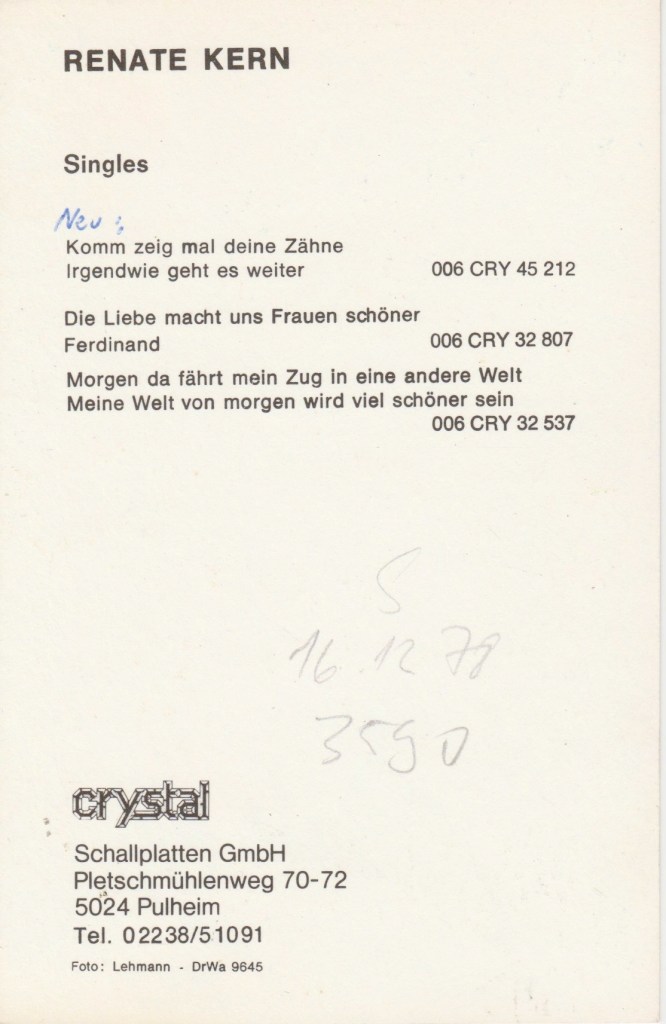 RENATE KERN
Singles
Neu:
Komm zeig mal deine Zähne
Irgendwie geht es weiter 006 CRY 45 212
Die Liebe macht uns Frauen schöner
Ferdinand 006 CRY 32 807
Morgen da fährt mein Zug in eine andere Welt
Meine Welt von morgen wird viel schöner sein
006 CRY 32 537
S
16.12 78
3590
crystal
Schallplatten GmbH
Pletschmühlenweg 70-72
5024 Pulheim
Tel. 02238/51091
Foto: Lehmann - DrWa 9645